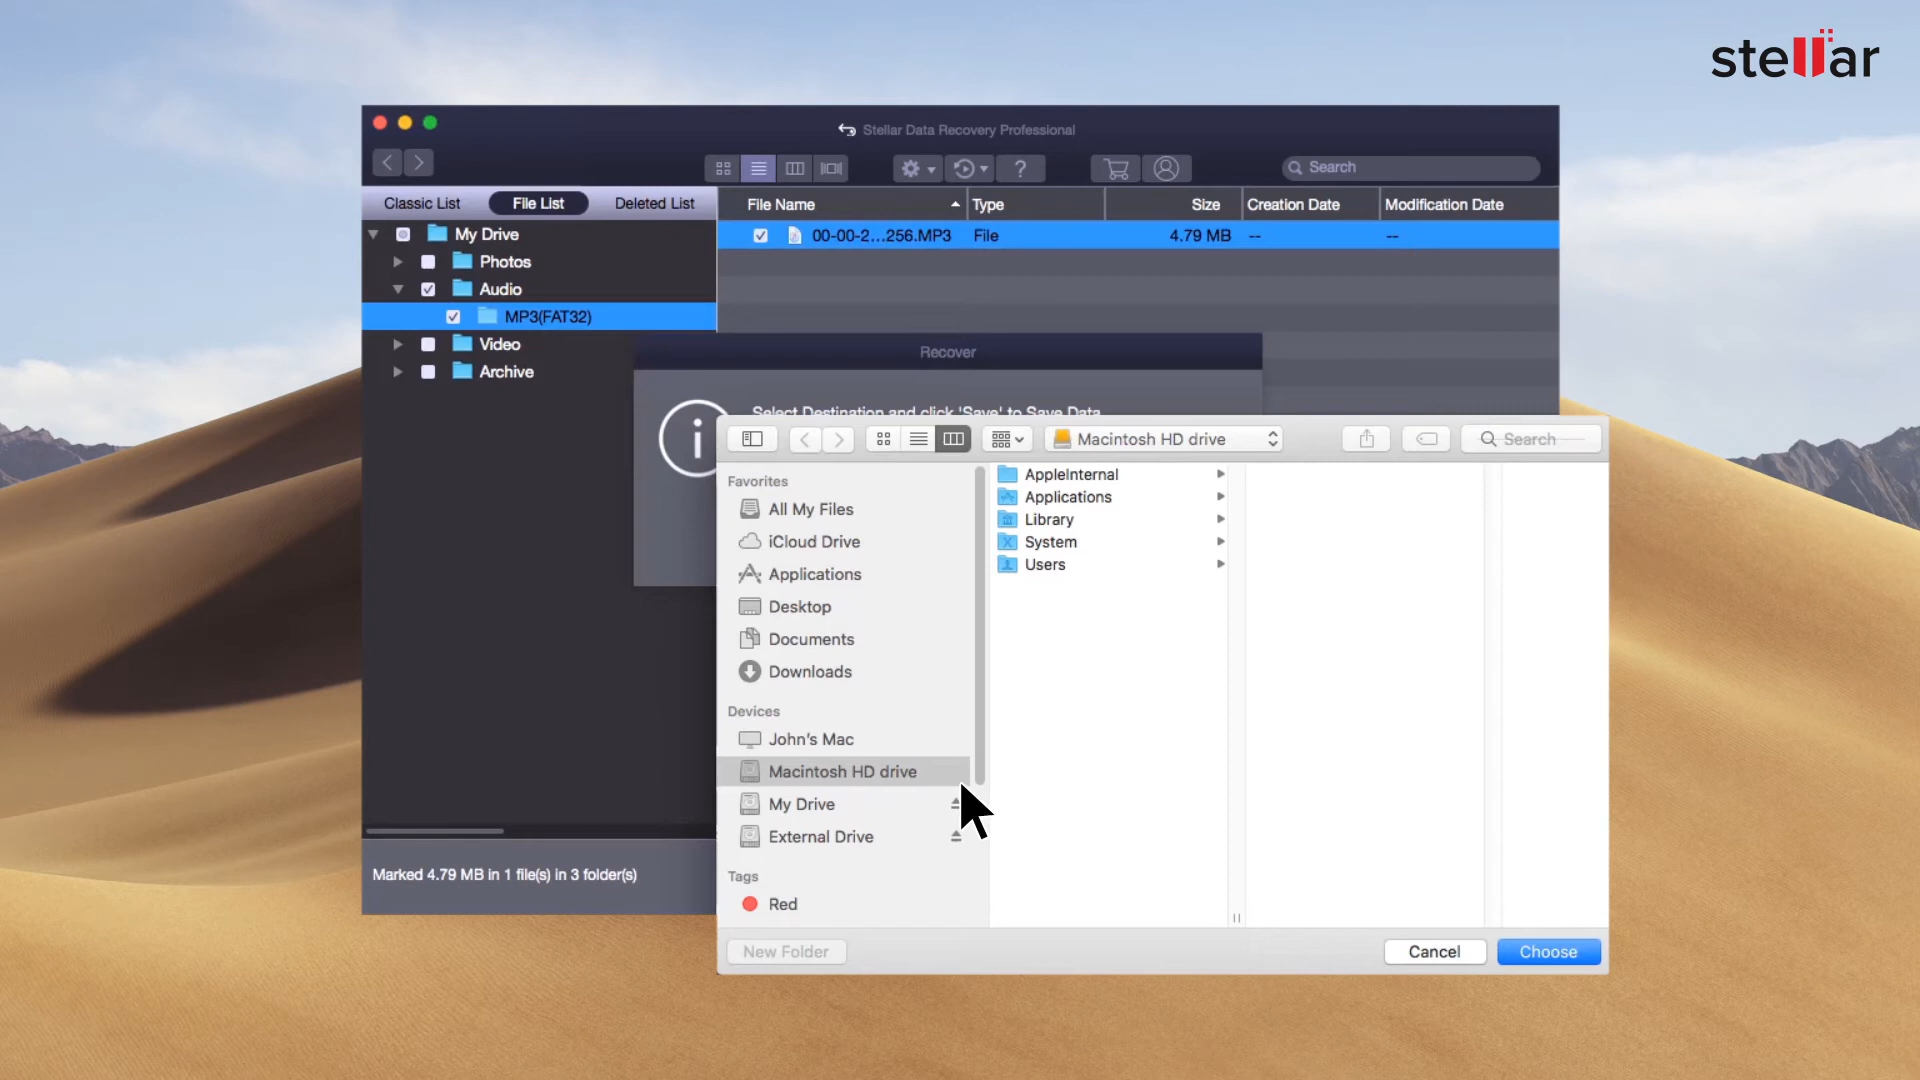 stellar
Stellar Data Recovery Professional
Search
Classic List
File List
Deleted List
File Name
Type
Size
Creation Date
Modification Date
My Drive
Photos
Audio
MP3(FAT32)
Video
Archive
00-00-2...256.MP3
File
4.79 MB
--
--
Recover
Select Destination and click 'Save' to Save Data
Macintosh HD drive
Search
Favorites
All My Files
iCloud Drive
Applications
Desktop
Documents
Downloads
Devices
John's Mac
Macintosh HD drive
My Drive
External Drive
Tags
Red
AppleInternal
Applications
Library
System
Users
Marked 4.79 MB in 1 file(s) in 3 folder(s)
New Folder
Cancel
Choose